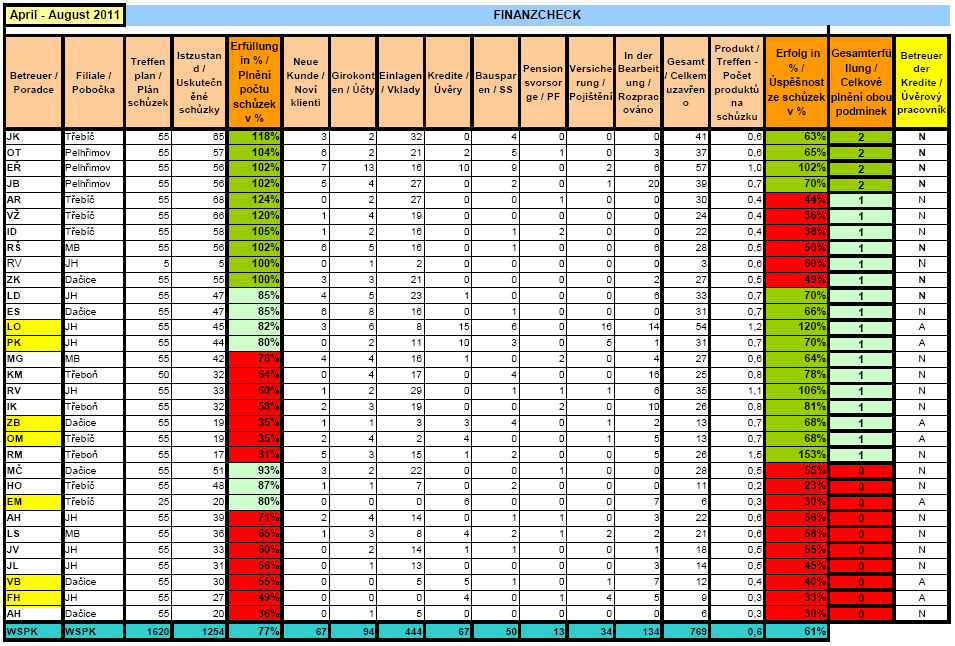 April - August 2011 FINANZCHECK
Betreuer / Poradce | Filiale / Pobočka | Treffen plan / Plán schůzek | Istzustand / Uskutečněné schůzky | Erfüllung in % / Plnění počtu schůzek v % | Neue Kunde / Noví klienti | Girokonten / Účty | Einlagen / Vklady | Kredite / Úvěry | Bausparen / SS | Pensionsvorsorge / PF | Versicherung / Pojištění | In der Bearbeitung / Rozpracováno | Gesamt / Celkem uzavřeno | Produkt / Treffen - Počet produktů na schůzku | Erfolg in % / Úspěšnost schůzek v % | Gesamterfüllung / Celkové plnění obou podmínek | Betreuer der Kredite / Úvěrový pracovník
JK Třebíč 55 65 118% 3 2 32 0 4 0 0 0 41 0,6 63% 2 N
OT Pelhřimov 55 57 104% 6 2 21 2 5 1 0 3 37 0,6 65% 2 N
EŘ Pelhřimov 55 56 102% 7 13 16 10 9 0 2 6 57 1,0 102% 2 N
JB Pelhřimov 55 56 102% 5 4 27 0 2 0 1 20 39 0,7 70% 2 N
AR Třebíč 55 68 124% 0 2 27 0 0 1 0 0 30 0,4 44% 1 N
VŽ Třebíč 55 66 120% 1 4 19 0 0 0 0 0 24 0,4 36% 1 N
ID Třebíč 55 58 105% 1 2 16 0 1 2 0 0 22 0,4 38% 1 N
RŠ MB 55 56 102% 6 5 16 0 1 0 0 6 28 0,5 50% 1 N
RV JH 5 5 100% 0 1 2 0 0 0 0 0 3 0,6 60% 1 N
ZK Dačice 55 55 100% 3 3 21 0 0 0 0 2 27 0,5 49% 1 N
LD JH 55 47 85% 4 5 23 1 0 0 0 6 33 0,7 70% 1 N
ES Dačice 55 47 85% 6 8 16 0 1 0 0 0 31 0,7 66% 1 N
LO JH 55 45 82% 3 6 8 15 6 0 16 14 54 1,2 120% 1 A
PK JH 55 44 80% 0 2 11 10 3 0 5 1 31 0,7 70% 1 A
MG MB 55 42 76% 4 4 16 1 0 2 0 4 27 0,6 64% 1 N
KM Třeboň 50 32 64% 0 4 17 0 4 0 0 16 25 0,8 78% 1 N
RV JH 55 33 60% 1 2 29 0 1 1 1 6 35 1,1 106% 1 N
IK Třeboň 55 32 58% 2 3 19 0 0 2 0 10 26 0,8 81% 1 N
ZB Dačice 55 19 35% 1 1 3 3 4 0 1 2 13 0,7 68% 1 A
OM Třebíč 55 19 35% 2 4 2 4 0 0 1 5 13 0,7 68% 1 A
RM Třeboň 55 17 31% 5 3 15 1 2 0 0 5 26 1,5 153% 1 N
MČ Dačice 55 51 93% 3 2 22 0 0 1 0 0 28 0,5 55% 0 N
HO Třebíč 55 48 87% 1 1 7 0 2 0 0 0 11 0,2 23% 0 N
EM Třebíč 25 20 80% 0 0 0 6 0 0 0 7 6 0,3 30% 0 A
AH JH 55 39 71% 2 4 14 0 1 1 0 3 22 0,6 56% 0 N
LS MB 55 36 65% 1 3 8 4 2 1 2 2 21 0,6 58% 0 N
JV JH 55 33 60% 0 2 14 1 1 0 0 1 18 0,5 55% 0 N
JL JH 55 31 56% 0 1 13 0 0 0 0 3 14 0,5 45% 0 N
VB Dačice 55 30 55% 0 0 5 5 1 0 1 7 12 0,4 40% 0 A
FH JH 55 27 49% 0 0 0 4 0 1 4 5 9 0,3 33% 0 A
AH Dačice 55 20 36% 0 1 5 0 0 0 0 0 6 0,3 30% 0 N
WSPK WSPK 1620 1254 77% 67 94 444 67 50 13 34 134 769 0,6 61%